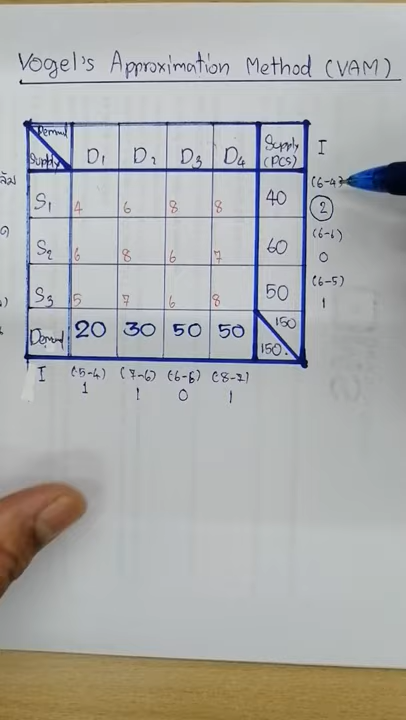 Vogel's Approximation Method (VAM)
Demand D1 D2 D3 D4 Supply I
Supply (PCS)
(6-4)
S1 4 6 8 8 40 2
(6-6)
S2 6 8 6 7 60 0
(6-5)
S3 5 7 6 8 50 1
Demand 20 30 50 50 150
150
I (5-4) (7-6) (6-6) (8-7)
1 1 0 1